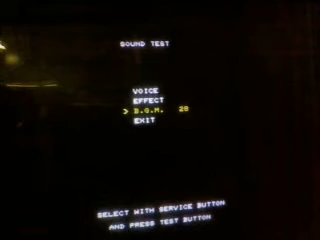 SOUND TEST
VOICE
EFFECT
> B.G.M. 29
EXIT
SELECT WITH SERVICE BUTTON
AND PRESS TEST BUTTON